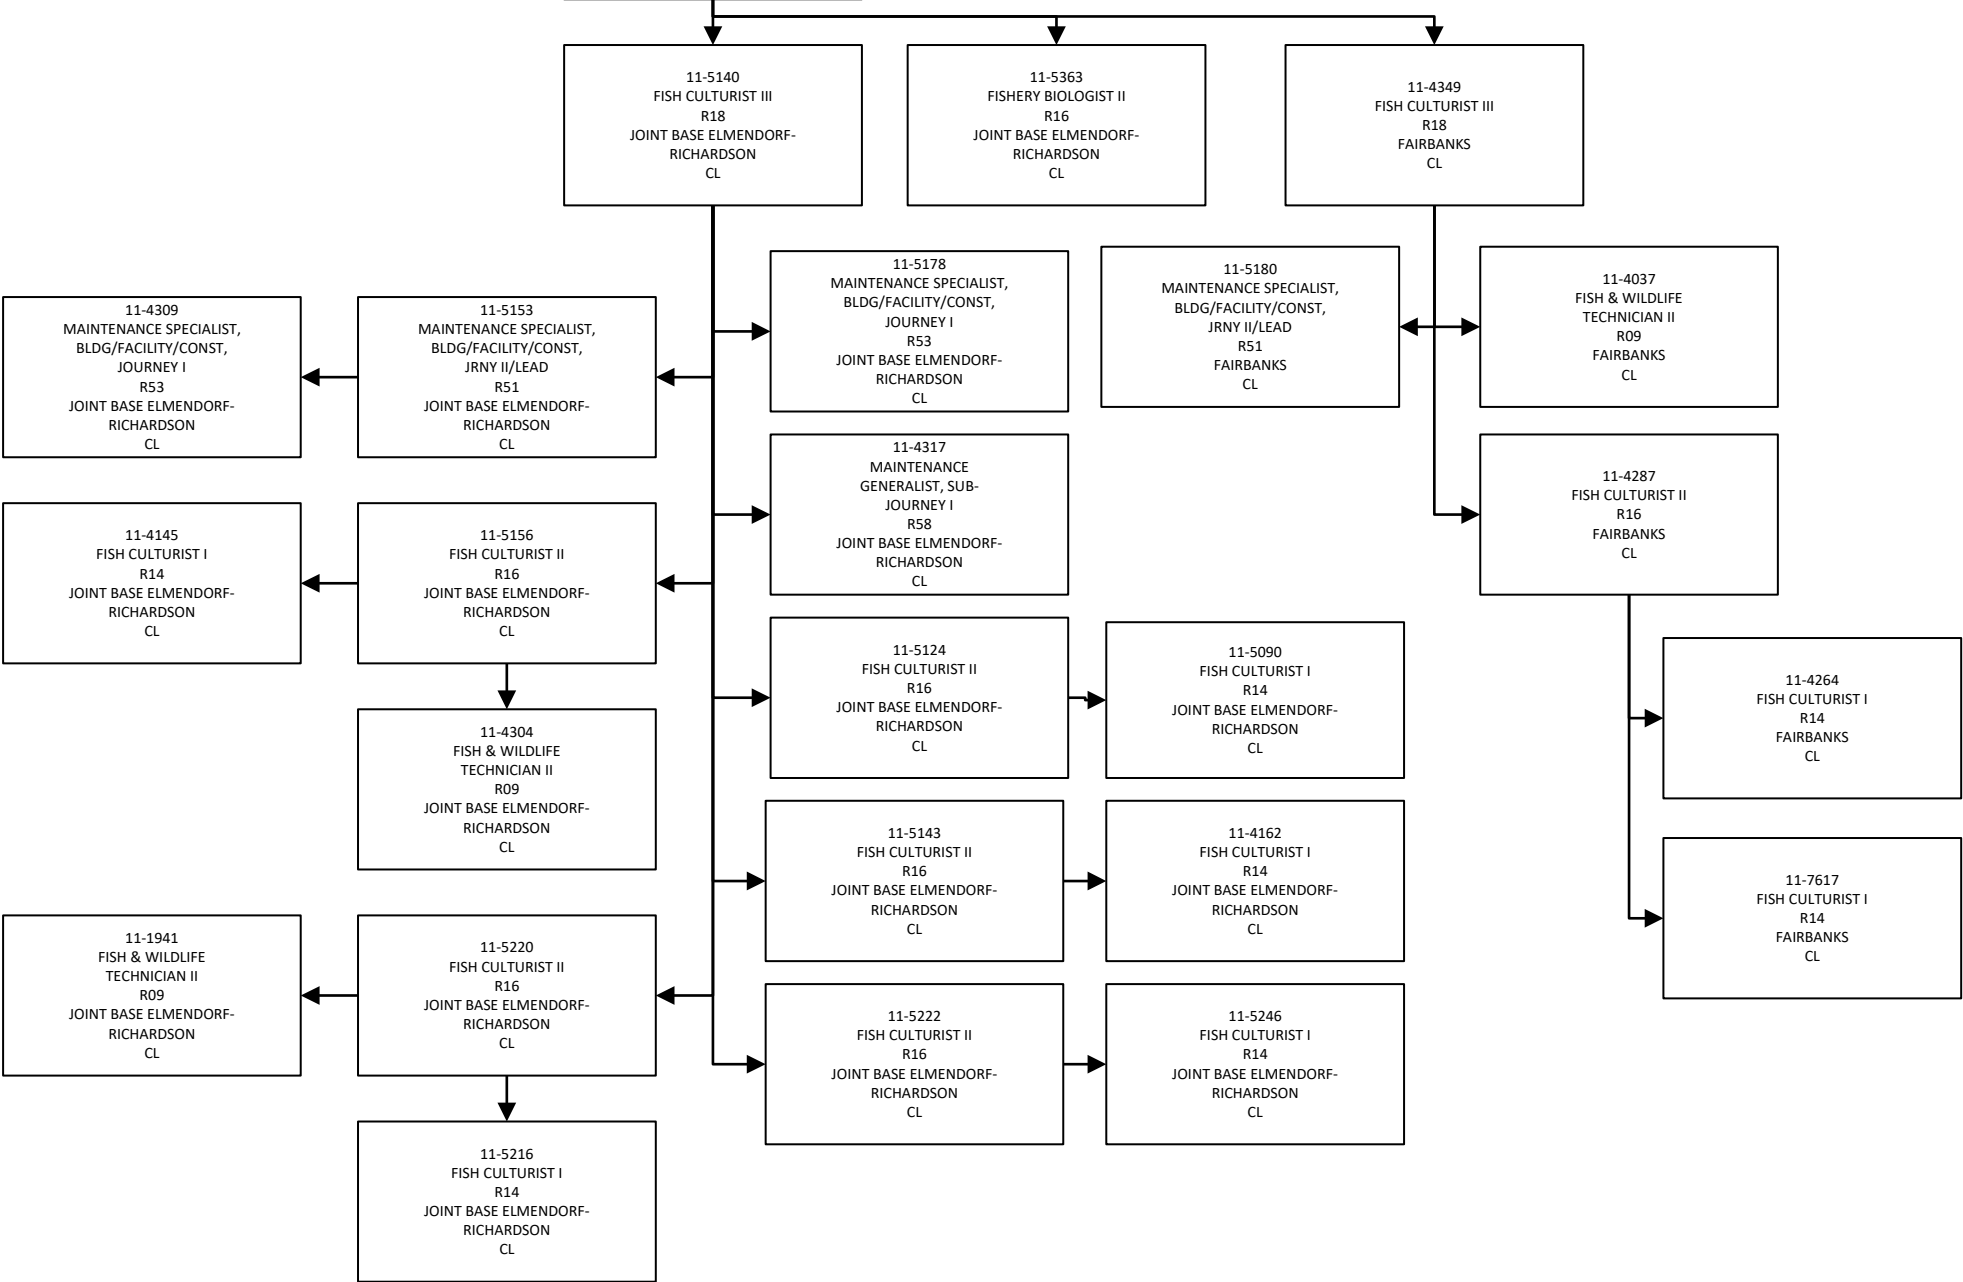 11-5140
FISH CULTURIST III
R18
JOINT BASE ELMENDORF-
RICHARDSON
CL
11-5363
FISHERY BIOLOGIST II
R16
JOINT BASE ELMENDORF-
RICHARDSON
CL
11-4349
FISH CULTURIST III
R18
FAIRBANKS
CL
11-4309
MAINTENANCE SPECIALIST,
BLDG/FACILITY/CONST,
JOURNEY I
R53
JOINT BASE ELMENDORF-
RICHARDSON
CL
11-5153
MAINTENANCE SPECIALIST,
BLDG/FACILITY/CONST,
JRNY II/LEAD
R51
JOINT BASE ELMENDORF-
RICHARDSON
CL
11-5178
MAINTENANCE SPECIALIST,
BLDG/FACILITY/CONST,
JOURNEY I
R53
JOINT BASE ELMENDORF-
RICHARDSON
CL
11-5180
MAINTENANCE SPECIALIST,
BLDG/FACILITY/CONST,
JRNY II/LEAD
R51
FAIRBANKS
CL
11-4037
FISH & WILDLIFE
TECHNICIAN II
R09
FAIRBANKS
CL
11-4317
MAINTENANCE
GENERALIST, SUB-
JOURNEY I
R58
JOINT BASE ELMENDORF-
RICHARDSON
CL
11-4287
FISH CULTURIST II
R16
FAIRBANKS
CL
11-4145
FISH CULTURIST I
R14
JOINT BASE ELMENDORF-
RICHARDSON
CL
11-5156
FISH CULTURIST II
R16
JOINT BASE ELMENDORF-
RICHARDSON
CL
11-5124
FISH CULTURIST II
R16
JOINT BASE ELMENDORF-
RICHARDSON
CL
11-5090
FISH CULTURIST I
R14
JOINT BASE ELMENDORF-
RICHARDSON
CL
11-4264
FISH CULTURIST I
R14
FAIRBANKS
CL
11-4304
FISH & WILDLIFE
TECHNICIAN II
R09
JOINT BASE ELMENDORF-
RICHARDSON
CL
11-5143
FISH CULTURIST II
R16
JOINT BASE ELMENDORF-
RICHARDSON
CL
11-4162
FISH CULTURIST I
R14
JOINT BASE ELMENDORF-
RICHARDSON
CL
11-7617
FISH CULTURIST I
R14
FAIRBANKS
CL
11-1941
FISH & WILDLIFE
TECHNICIAN II
R09
JOINT BASE ELMENDORF-
RICHARDSON
CL
11-5220
FISH CULTURIST II
R16
JOINT BASE ELMENDORF-
RICHARDSON
CL
11-5222
FISH CULTURIST II
R16
JOINT BASE ELMENDORF-
RICHARDSON
CL
11-5246
FISH CULTURIST I
R14
JOINT BASE ELMENDORF-
RICHARDSON
CL
11-5216
FISH CULTURIST I
R14
JOINT BASE ELMENDORF-
RICHARDSON
CL